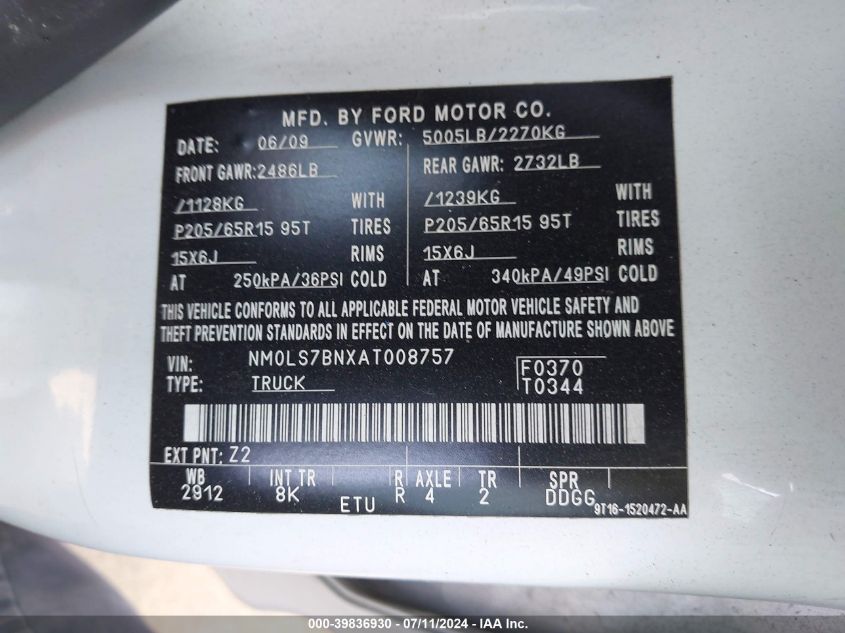 MFD. BY FORD MOTOR CO.
DATE: 06/09 GVWR: 5005LB/2270KG
FRONT GAWR:2486LB REAR GAWR: 2732LB
/1128KG WITH /1239KG WITH
P205/65R15 95T TIRES P205/65R15 95T TIRES
15X6J RIMS 15X6J RIMS
AT 250kPA/36PSI COLD AT 340kPA/49PSI COLD
THIS VEHICLE CONFORMS TO ALL APPLICABLE FEDERAL MOTOR VEHICLE SAFETY AND
THEFT PREVENTION STANDARDS IN EFFECT ON THE DATE OF MANUFACTURE SHOWN ABOVE
VIN: NM0LS7BNXAT008757 F0370
TYPE: TRUCK T0344
EXT PNT: Z2
WB INT TR R AXLE TR SPR
2912 8K ETU R 4 2 DDGG 9T16-1520472-AA
000-39836930 - 07/11/2024 - IAA Inc.